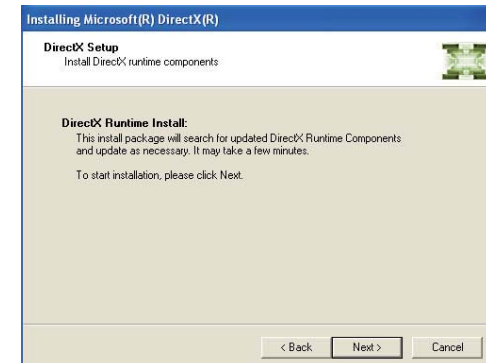 Installing Microsoft(R) DirectX(R)
DirectX Setup
Install DirectX runtime components
DirectX Runtime Install:
This install package will search for updated DirectX Runtime Components
and update as necessary. It may take a few minutes.
To start installation, please click Next.
< Back Next > Cancel